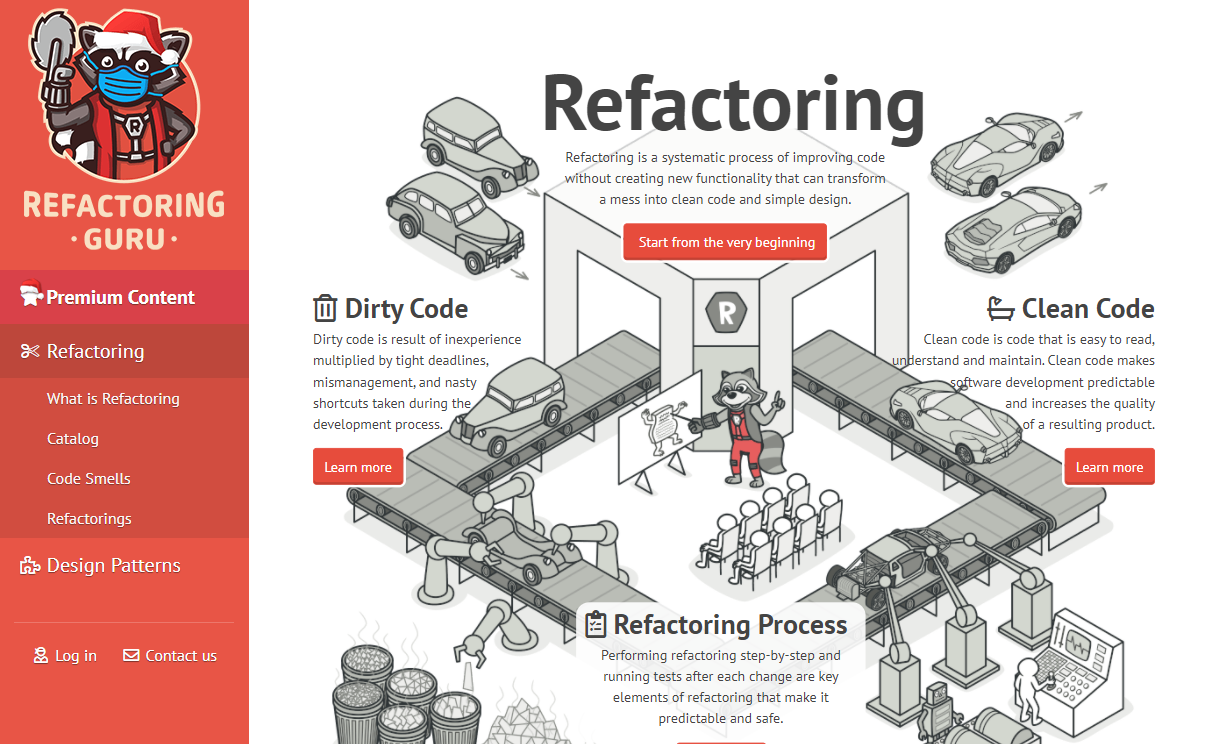 R
REFACTORING
· GURU ·
Premium Content
Refactoring
What is Refactoring
Catalog
Code Smells
Refactorings
Design Patterns
Log in
Contact us
Refactoring
Refactoring is a systematic process of improving code
without creating new functionality that can transform
a mess into clean code and simple design.
Start from the very beginning
R
Dirty Code
Dirty code is result of inexperience
multiplied by tight deadlines,
mismanagement, and nasty
shortcuts taken during the
development process.
Learn more
Clean Code
Clean code is code that is easy to read,
understand and maintain. Clean code makes
software development predictable
and increases the quality
of a resulting product.
Learn more
Refactoring Process
Performing refactoring step-by-step and
running tests after each change are key
elements of refactoring that make it
predictable and safe.